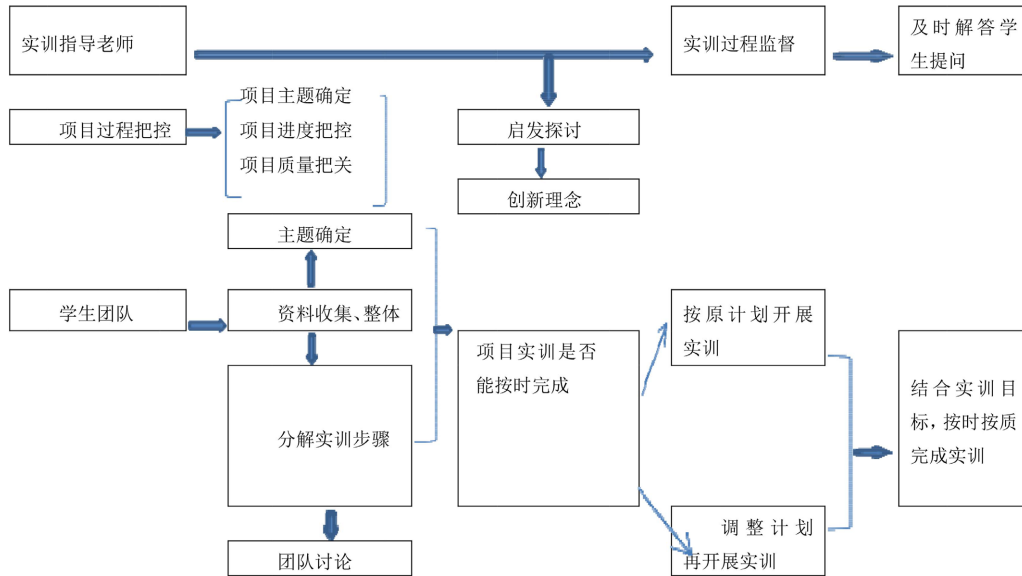 实训指导老师
实训过程监督
及时解答学
生提问
项目主题确定
项目过程把控
项目进度把控
启发探讨
项目质量把关
创新理念
主题确定
学生团队
资料收集、整体
按原计划开展
实训
项目实训是否
能按时完成
分解实训步骤
结合实训目
标,按时按质
完成实训
调整计划
再开展实训
团队讨论